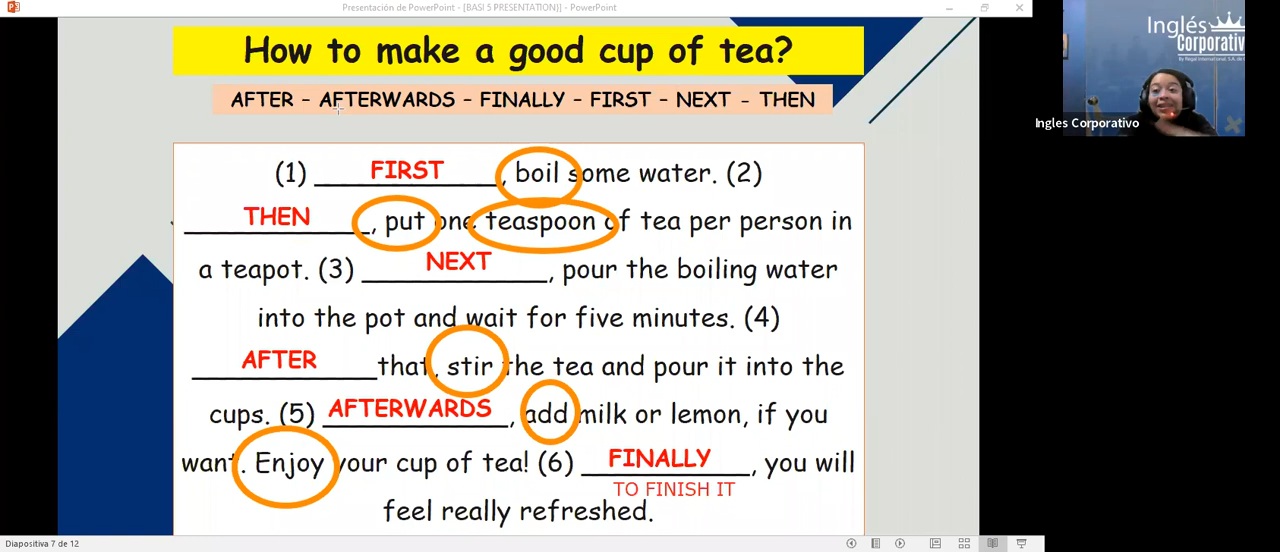 Presentación de PowerPoint - [BASI 5 PRESENTATION] - PowerPoint
How to make a good cup of tea?
AFTER - AFTERWARDS - FINALLY - FIRST - NEXT - THEN
(1) FIRST, boil some water. (2)
THEN, put one teaspoon of tea per person in
a teapot. (3) NEXT, pour the boiling water
into the pot and wait for five minutes. (4)
AFTER that, stir the tea and pour it into the
cups. (5) AFTERWARDS, add milk or lemon, if you
want. Enjoy your cup of tea! (6) FINALLY, you will
TO FINISH IT
feel really refreshed.
Diapositiva 7 de 12
Inglés
Corporativo
By Regal International, S.A. de
Ingles Corporativo